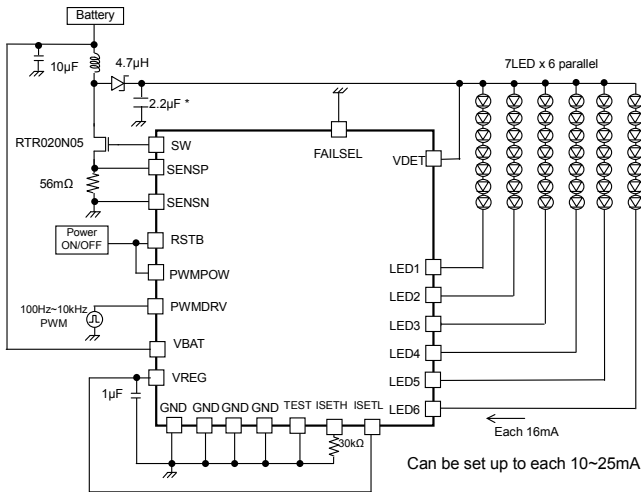 Battery
10µF
4.7µH
2.2µF *
7LED x 6 parallel
RTR020N05
SW
FAILSEL
SENSP
VDET
56mΩ
SENSN
Power
ON/OFF
RSTB
PWMPOW
LED1
LED2
100Hz~10kHz
PWM
PWMDRV
LED3
VBAT
LED4
VREG
LED5
1µF
GND GND GND GND TEST ISETH ISETL
LED6
30kΩ
Each 16mA
Can be set up to each 10~25mA